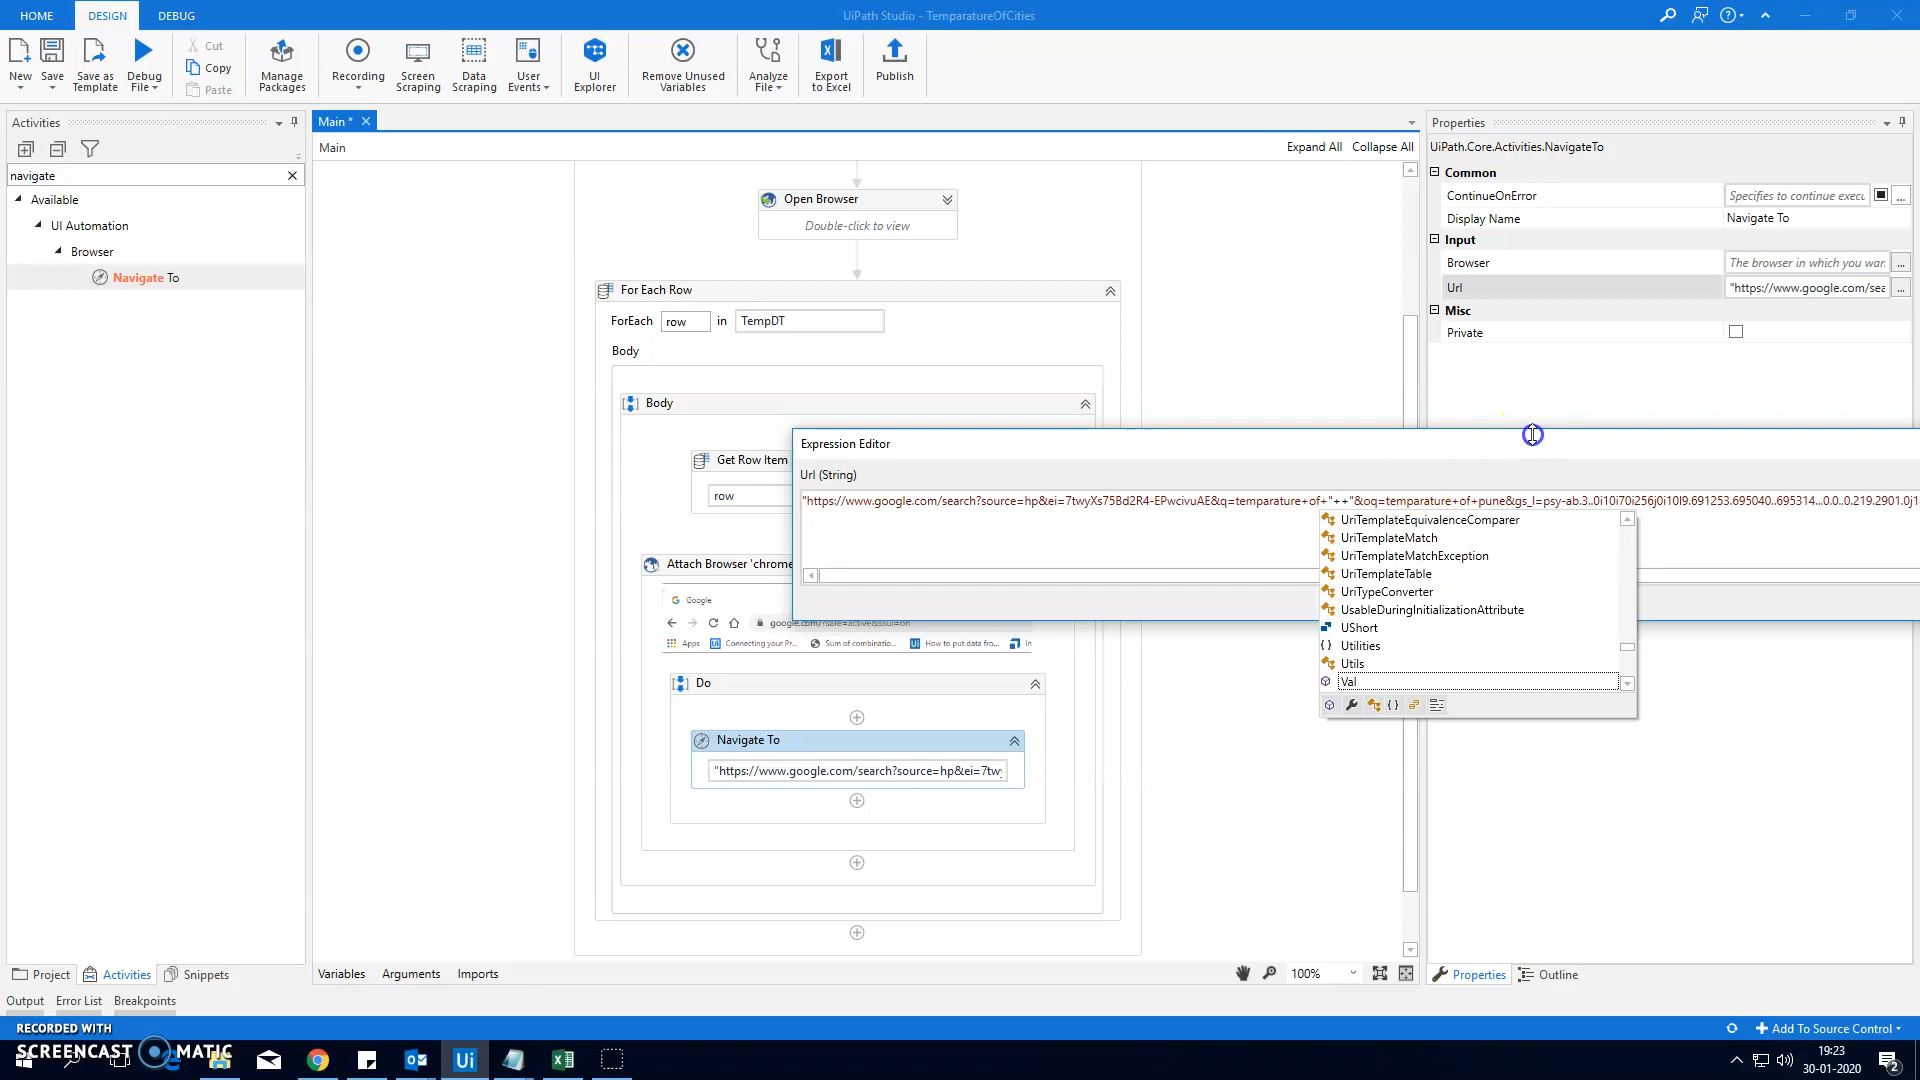 HOME DESIGN DEBUG
UiPath Studio - TemparatureOfCities
New Save Save as Template Debug File
Cut
Copy
Paste
Manage Packages
Recording Screen Scraping Data Scraping User Events
UI Explorer
Remove Unused Variables
Analyze File
Export to Excel
Publish
Activities
navigate
Available
UI Automation
Browser
Navigate To
Main *
Main
Expand All Collapse All
Open Browser
Double-click to view
For Each Row
ForEach row in TempDT
Body
Body
Get Row Item
row
Attach Browser 'chrome
Google
google.com/?safe=active&ssui=on
Apps Connecting your Pr... Sum of combinatio... How to put data fro... In
Do
Navigate To
"https://www.google.com/search?source=hp&ei=7twy
Expression Editor
Url (String)
"https://www.google.com/search?source=hp&ei=7twyXs75Bd2R4-EPwcivuAE&q=temparature+of+"++"&oq=temparature+of+pune&gs_l=psy-ab.3..0i10i70i256j0i10l9.691253.695040..695314...0.0..0.219.2901.0j1
UriTemplateEquivalenceComparer
UriTemplateMatch
UriTemplateMatchException
UriTemplateTable
UriTypeConverter
UsableDuringInitializationAttribute
UShort
Utilities
Utils
Val
Properties
UiPath.Core.Activities.NavigateTo
Common
ContinueOnError Specifies to continue execu
Display Name Navigate To
Input
Browser The browser in which you wan
Url "https://www.google.com/sea
Misc
Private
Project Activities Snippets
Variables Arguments Imports
100%
Properties Outline
Output Error List Breakpoints
Add To Source Control
RECORDED WITH
SCREENCAST MATIC
19:23
30-01-2020
2